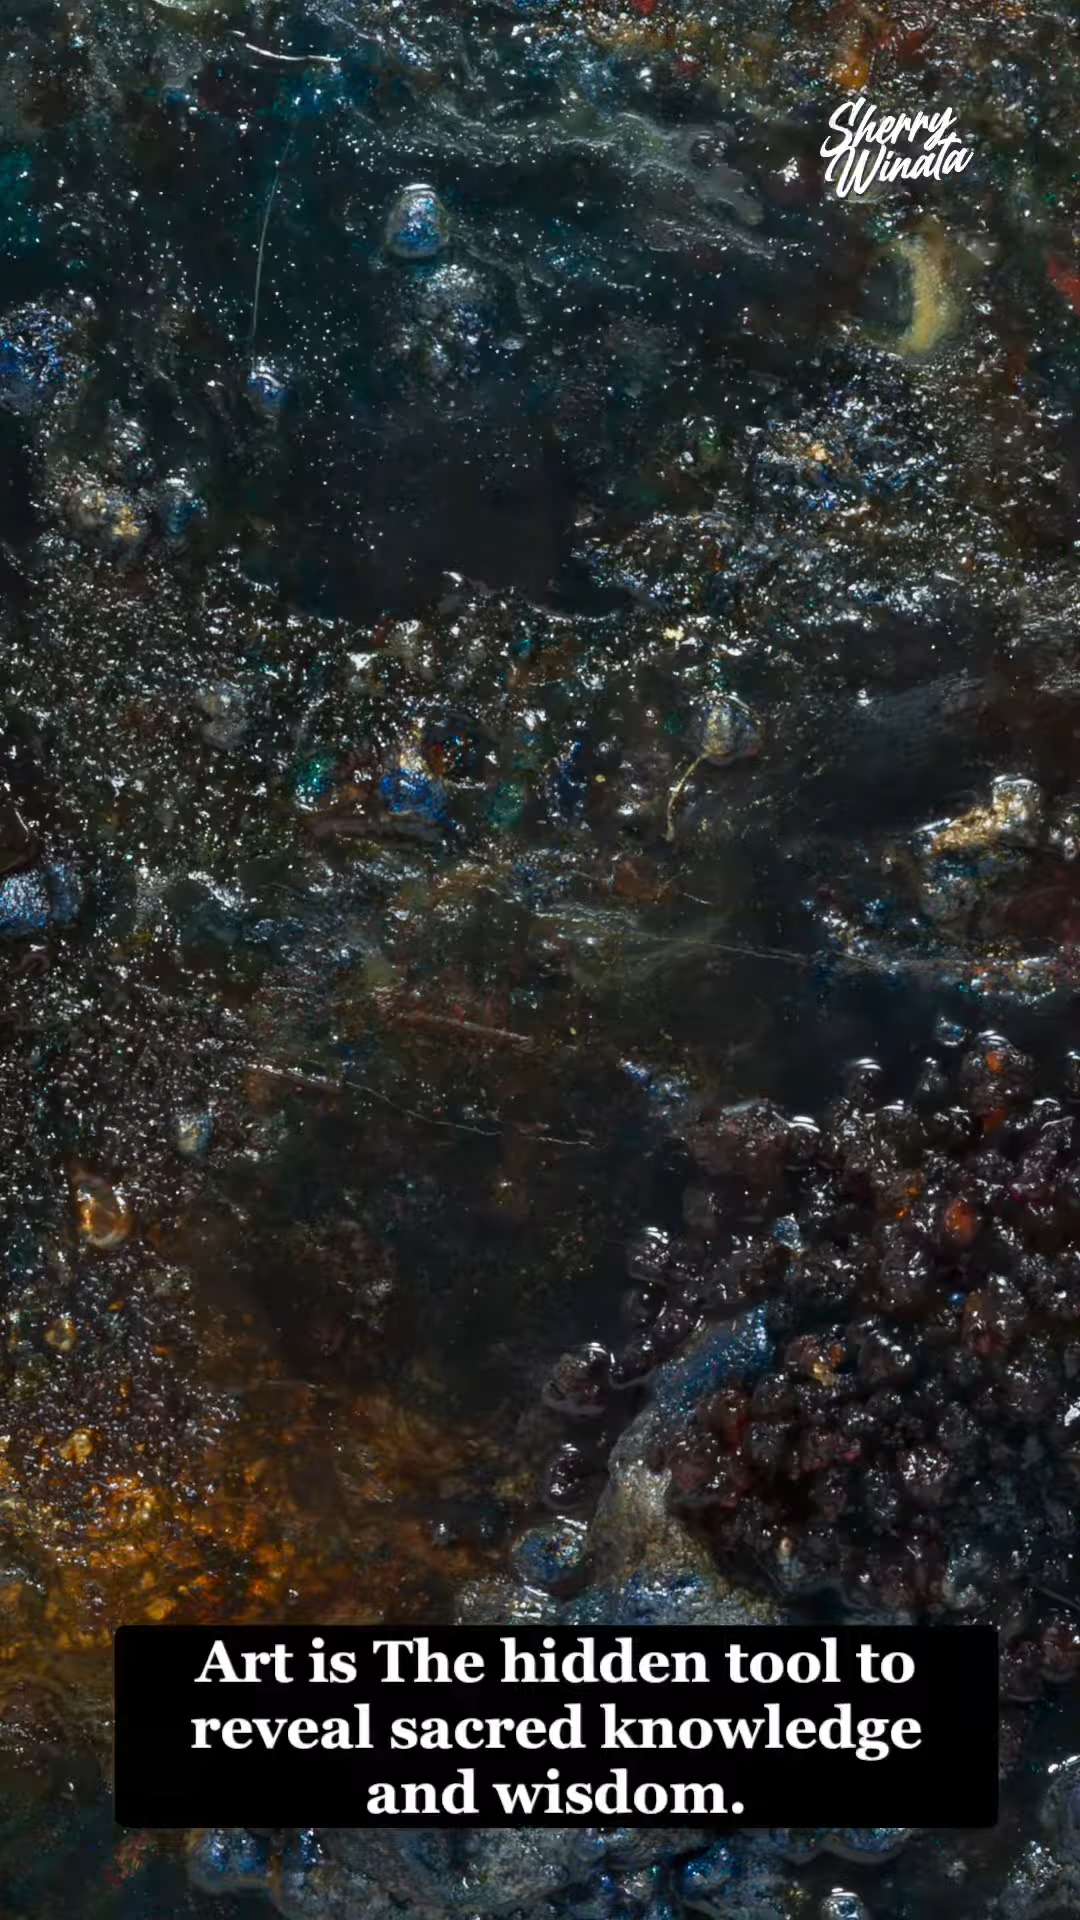 Sherry
Winata
Art is The hidden tool to
reveal sacred knowledge
and wisdom.